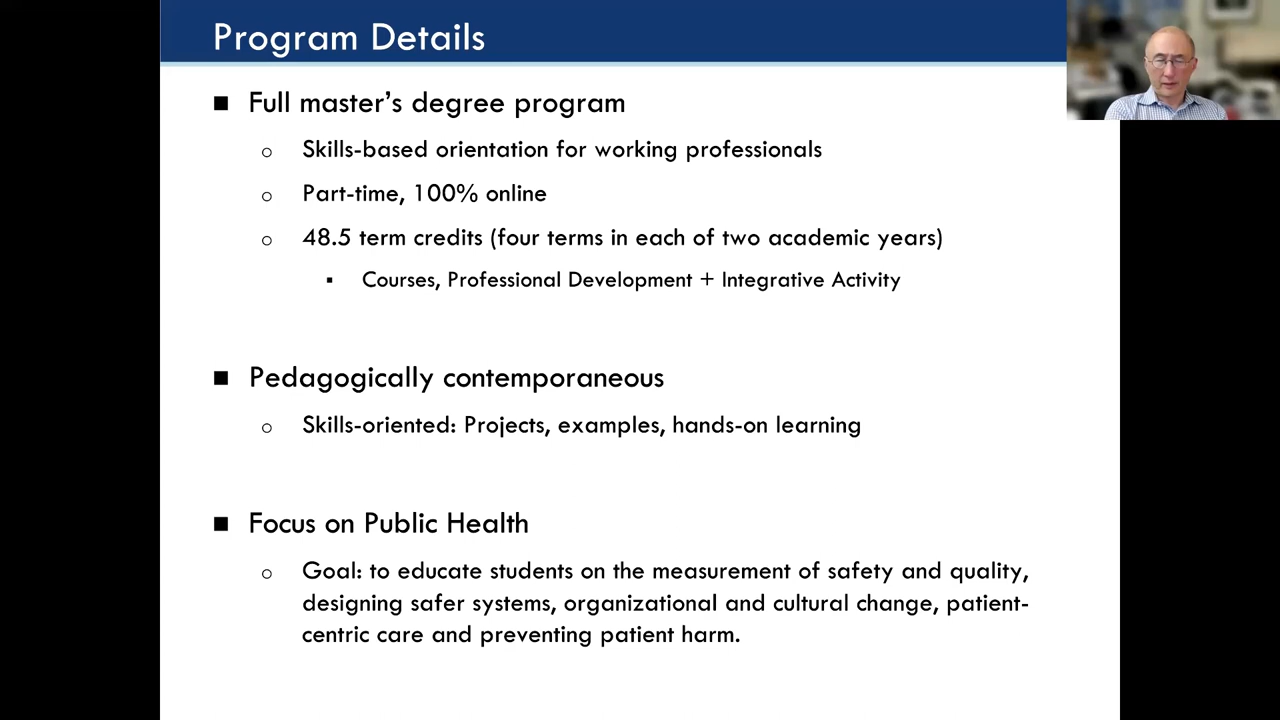 Program Details
■ Full master's degree program
o Skills-based orientation for working professionals
o Part-time, 100% online
o 48.5 term credits (four terms in each of two academic years)
▪ Courses, Professional Development + Integrative Activity
■ Pedagogically contemporaneous
o Skills-oriented: Projects, examples, hands-on learning
■ Focus on Public Health
o Goal: to educate students on the measurement of safety and quality,
designing safer systems, organizational and cultural change, patient-
centric care and preventing patient harm.